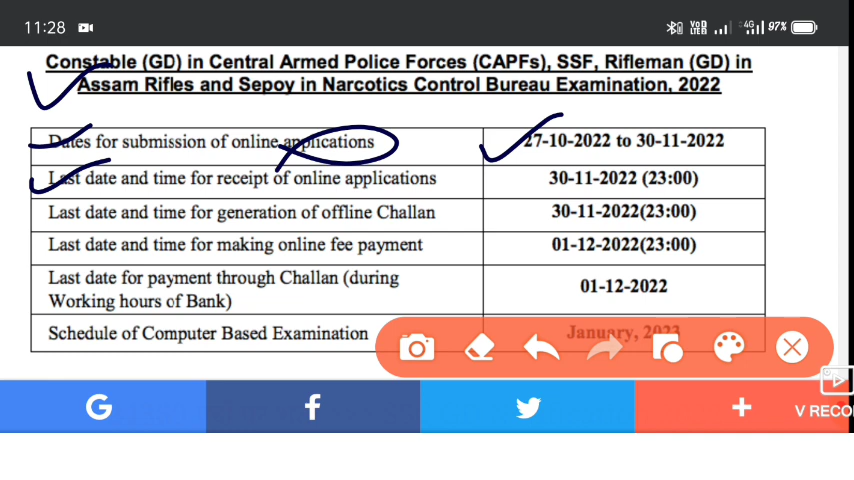 11:28 VoD LTE 4G 97%
Constable (GD) in Central Armed Police Forces (CAPFs), SSF, Rifleman (GD) in
Assam Rifles and Sepoy in Narcotics Control Bureau Examination, 2022
Dates for submission of online applications 27-10-2022 to 30-11-2022
Last date and time for receipt of online applications 30-11-2022 (23:00)
Last date and time for generation of offline Challan 30-11-2022(23:00)
Last date and time for making online fee payment 01-12-2022(23:00)
Last date for payment through Challan (during
Working hours of Bank) 01-12-2022
Schedule of Computer Based Examination January, 2023
G f +
V RECO